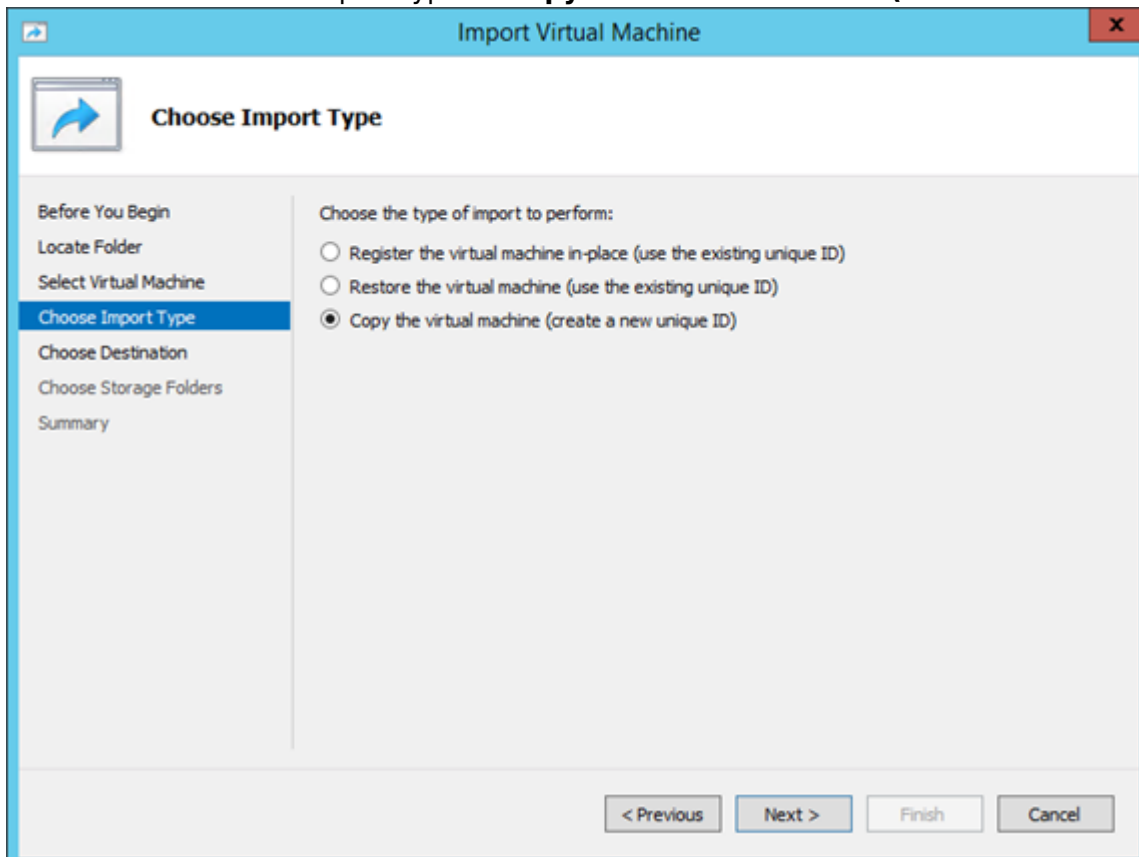 Import Virtual Machine
x
Choose Import Type
Before You Begin
Locate Folder
Select Virtual Machine
Choose Import Type
Choose Destination
Choose Storage Folders
Summary
Choose the type of import to perform:
Register the virtual machine in-place (use the existing unique ID)
Restore the virtual machine (use the existing unique ID)
Copy the virtual machine (create a new unique ID)
< Previous
Next >
Finish
Cancel